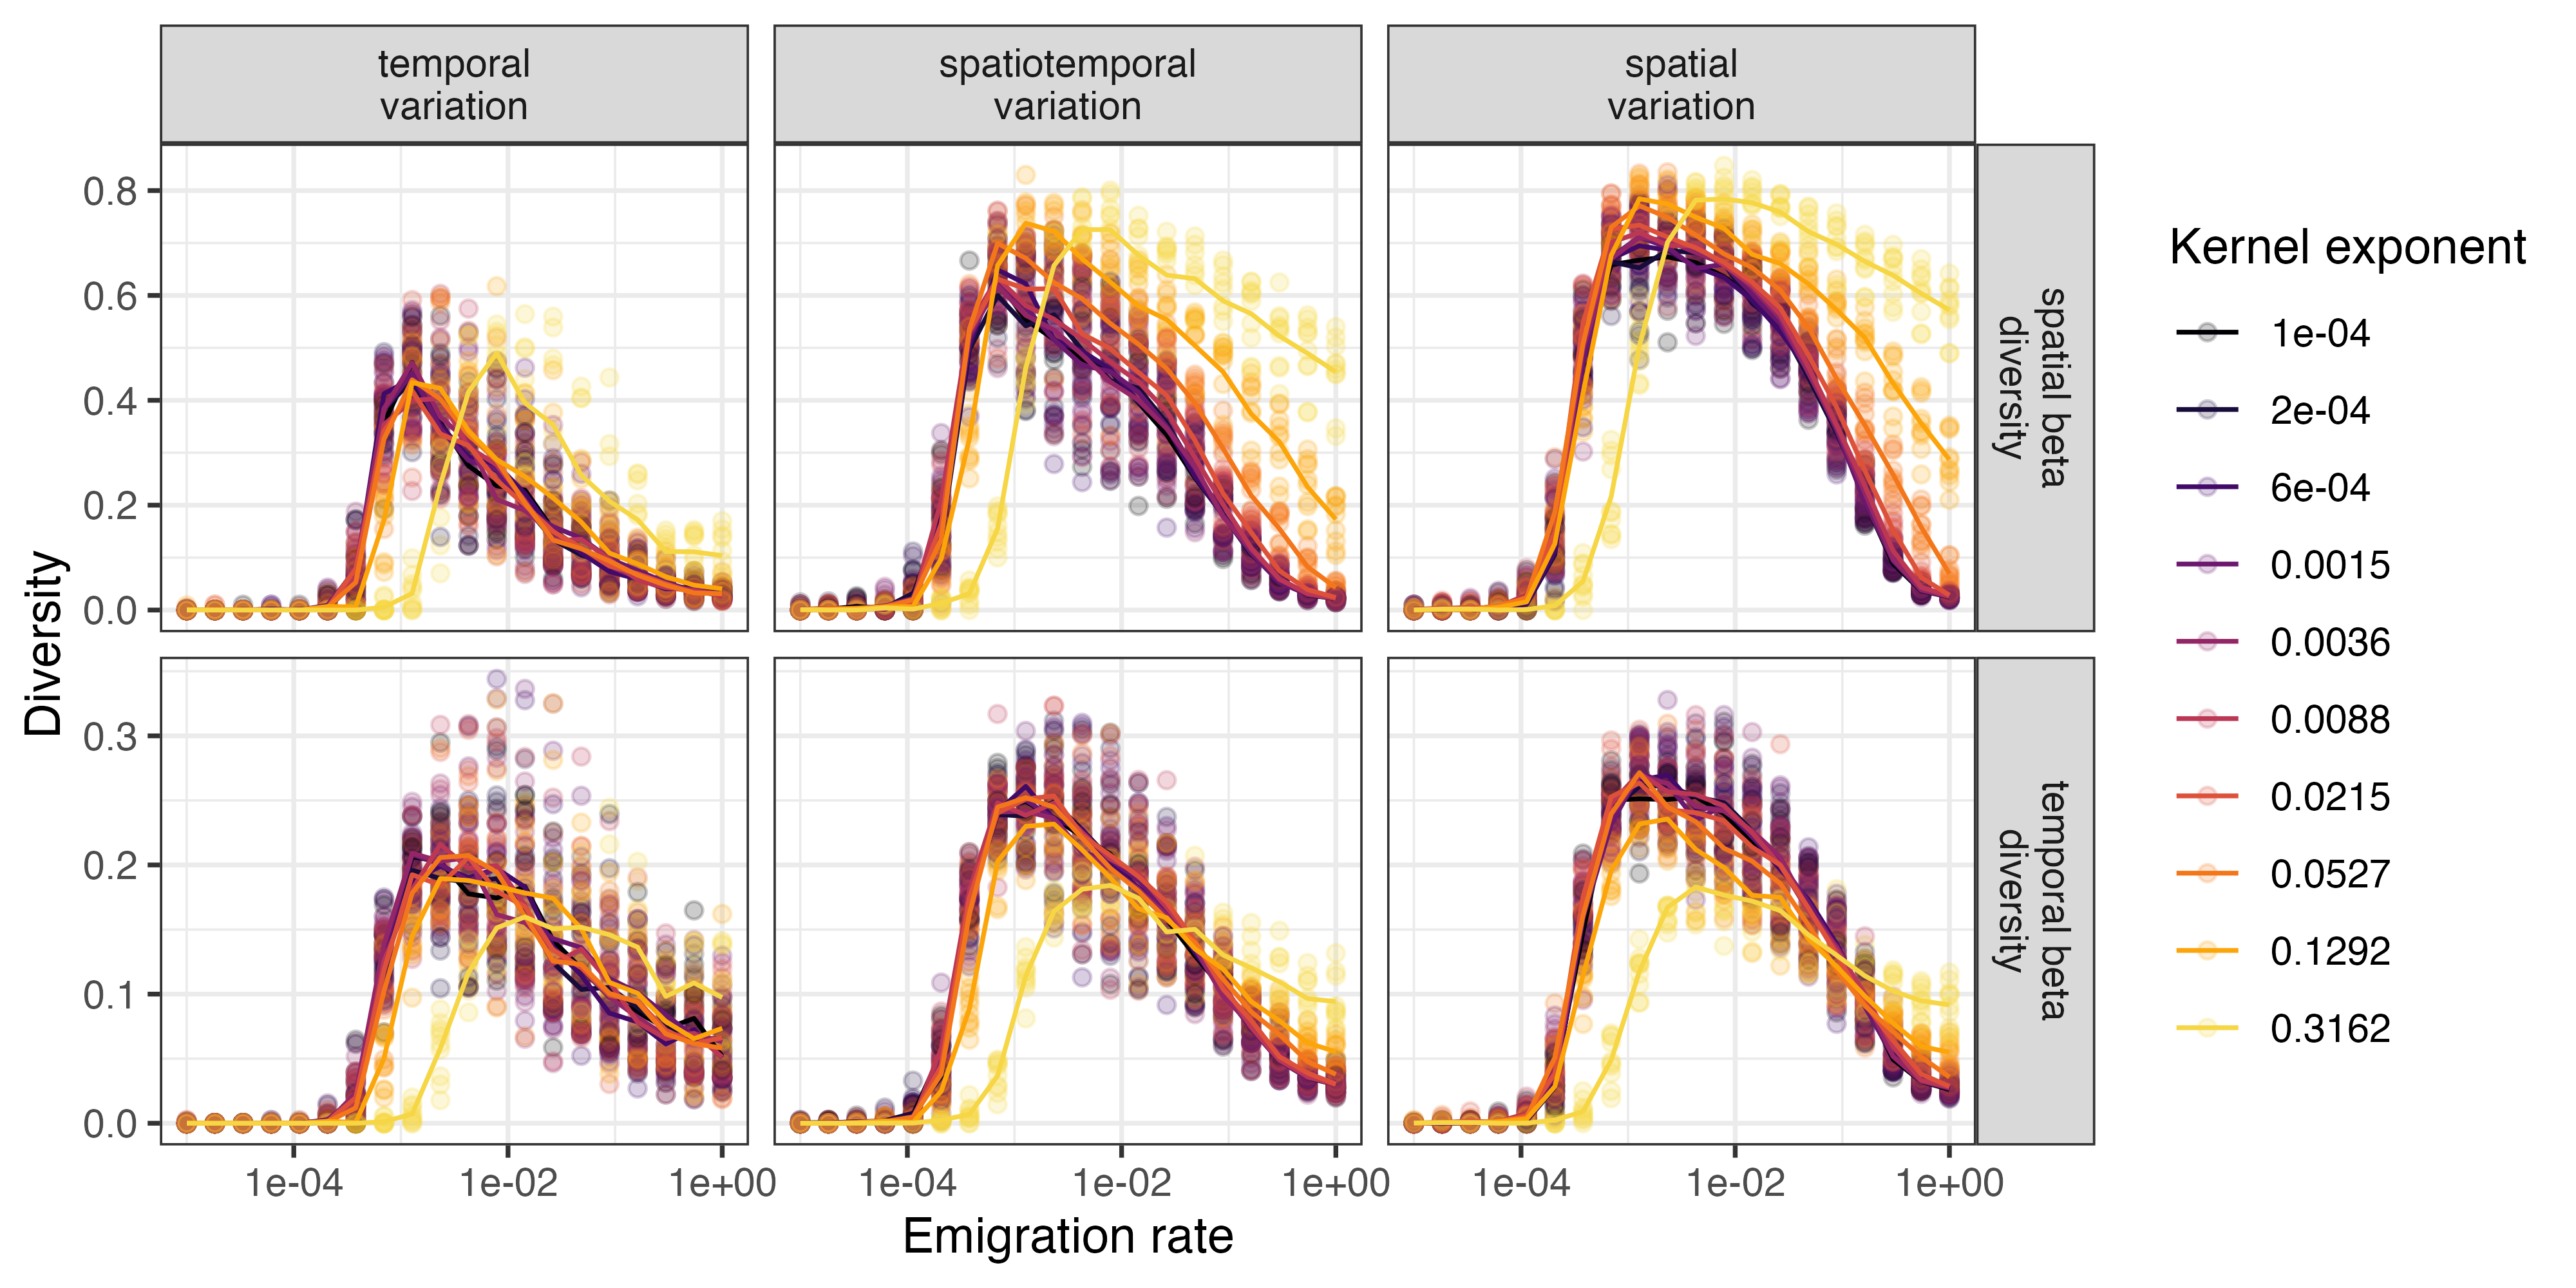 temporal
variation
spatiotemporal
variation
spatial
variation
Diversity
0.8
0.6
0.4
0.2
0.0
spatial beta
diversity
0.3
0.2
0.1
0.0
temporal beta
diversity
1e-04 1e-02 1e+00
1e-04 1e-02 1e+00
1e-04 1e-02 1e+00
Emigration rate
Kernel exponent
1e-04
2e-04
6e-04
0.0015
0.0036
0.0088
0.0215
0.0527
0.1292
0.3162